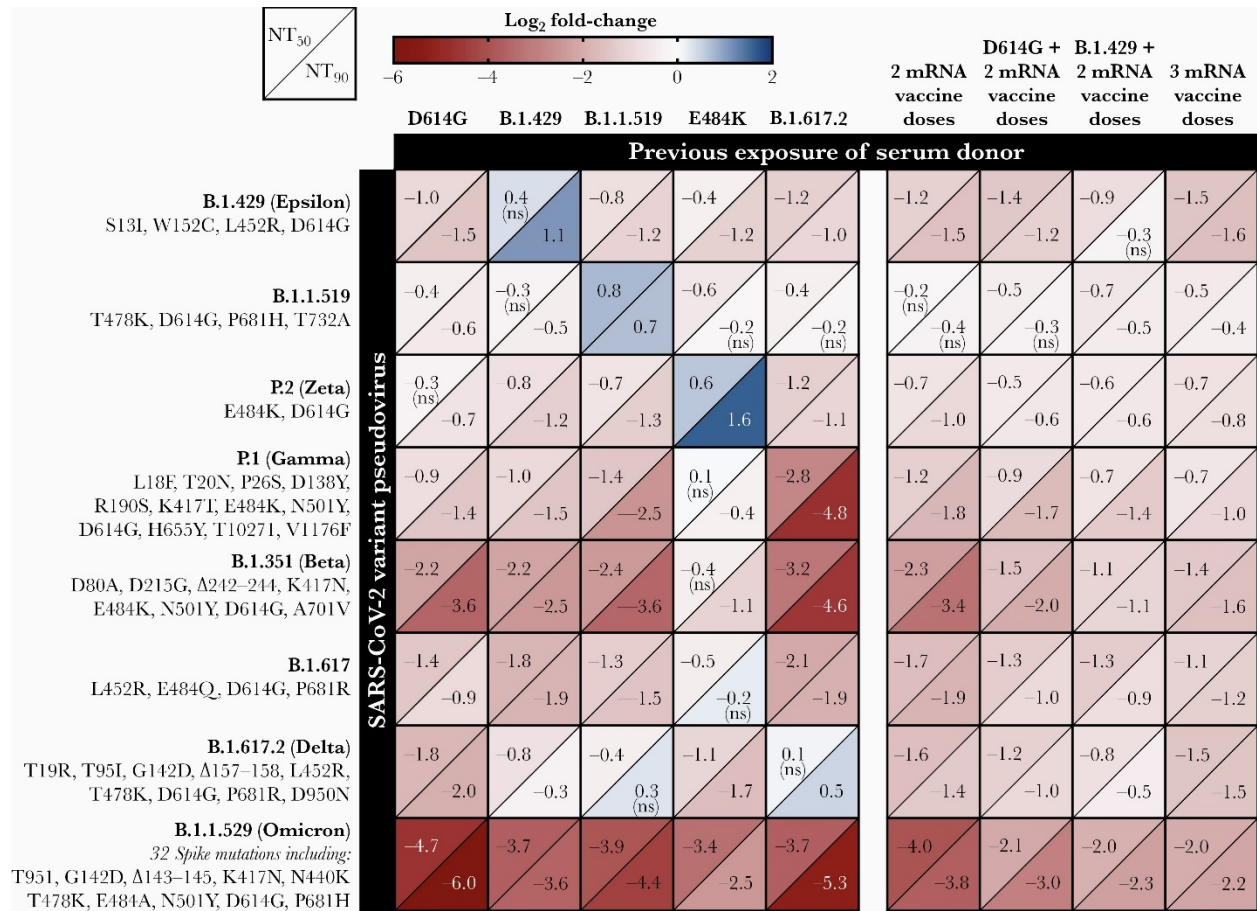 Log₂ fold-change
NT₅₀
NT₉₀
−6 −4 −2 0 2
D614G B.1.429 B.1.1.519 E484K B.1.617.2 2 mRNA vaccine doses D614G + 2 mRNA vaccine doses B.1.429 + 2 mRNA vaccine doses 3 mRNA vaccine doses
Previous exposure of serum donor
SARS-CoV-2 variant pseudovirus
B.1.429 (Epsilon)
S13I, W152C, L452R, D614G
−1.0 0.4 (ns) −0.8 −0.4 −1.2 −1.2 −1.4 −0.9 −1.5
−1.5 1.1 −1.2 −1.2 −1.0 −1.5 −1.2 −0.3 (ns) −1.6
B.1.1.519
T478K, D614G, P681H, T732A
−0.4 −0.3 (ns) 0.8 −0.6 −0.4 −0.2 (ns) −0.5 −0.7 −0.5
−0.6 −0.5 0.7 −0.2 (ns) −0.2 (ns) −0.4 (ns) −0.3 (ns) −0.5 −0.4
P.2 (Zeta)
E484K, D614G
−0.3 (ns) −0.8 −0.7 0.6 −1.2 −0.7 −0.5 −0.6 −0.7
−0.7 −1.2 −1.3 1.6 −1.1 −1.0 −0.6 −0.6 −0.8
P.1 (Gamma)
L18F, T20N, P26S, D138Y,
R190S, K417T, E484K, N501Y,
D614G, H655Y, T10271, V1176F
−0.9 −1.0 −1.4 0.1 (ns) −2.8 −1.2 −0.9 −0.7 −0.7
−1.4 −1.5 −2.5 −0.4 −4.8 −1.8 −1.7 −1.4 −1.0
B.1.351 (Beta)
D80A, D215G, Δ242–244, K417N,
E484K, N501Y, D614G, A701V
−2.2 −2.2 −2.4 −0.4 (ns) −3.2 −2.3 −1.5 −1.1 −1.4
−3.6 −2.5 −3.6 −1.1 −4.6 −3.4 −2.0 −1.1 −1.6
B.1.617
L452R, E484Q, D614G, P681R
−1.4 −1.8 −1.3 −0.5 −2.1 −1.7 −1.3 −1.3 −1.1
−0.9 −1.9 −1.5 −0.2 (ns) −1.9 −1.9 −1.0 −0.9 −1.2
B.1.617.2 (Delta)
T19R, T95I, G142D, Δ157–158, L452R,
T478K, D614G, P681R, D950N
−1.8 −0.8 −0.4 −1.1 0.1 (ns) −1.6 −1.2 −0.8 −1.5
−2.0 −0.3 0.3 (ns) −1.7 0.5 −1.4 −1.0 −0.5 −1.5
B.1.1.529 (Omicron)
32 Spike mutations including:
T951, G142D, Δ143–145, K417N, N440K
T478K, E484A, N501Y, D614G, P681H
−4.7 −3.7 −3.9 −3.4 −3.7 −4.0 −2.1 −2.0 −2.0
−6.0 −3.6 −4.4 −2.5 −5.3 −3.8 −3.0 −2.3 −2.2